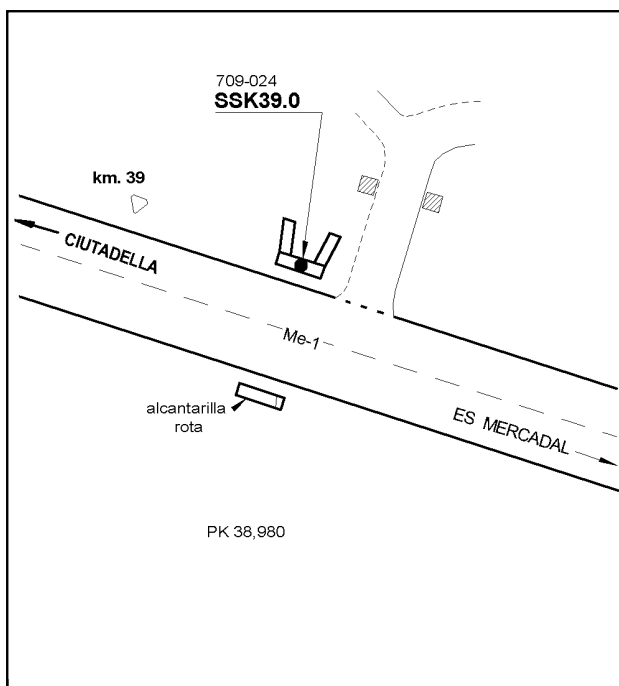 709-024
SSK39.0
km. 39
CIUTADELLA
Me-1
alcantarilla
rota
ES MERCADAL
PK 38,980